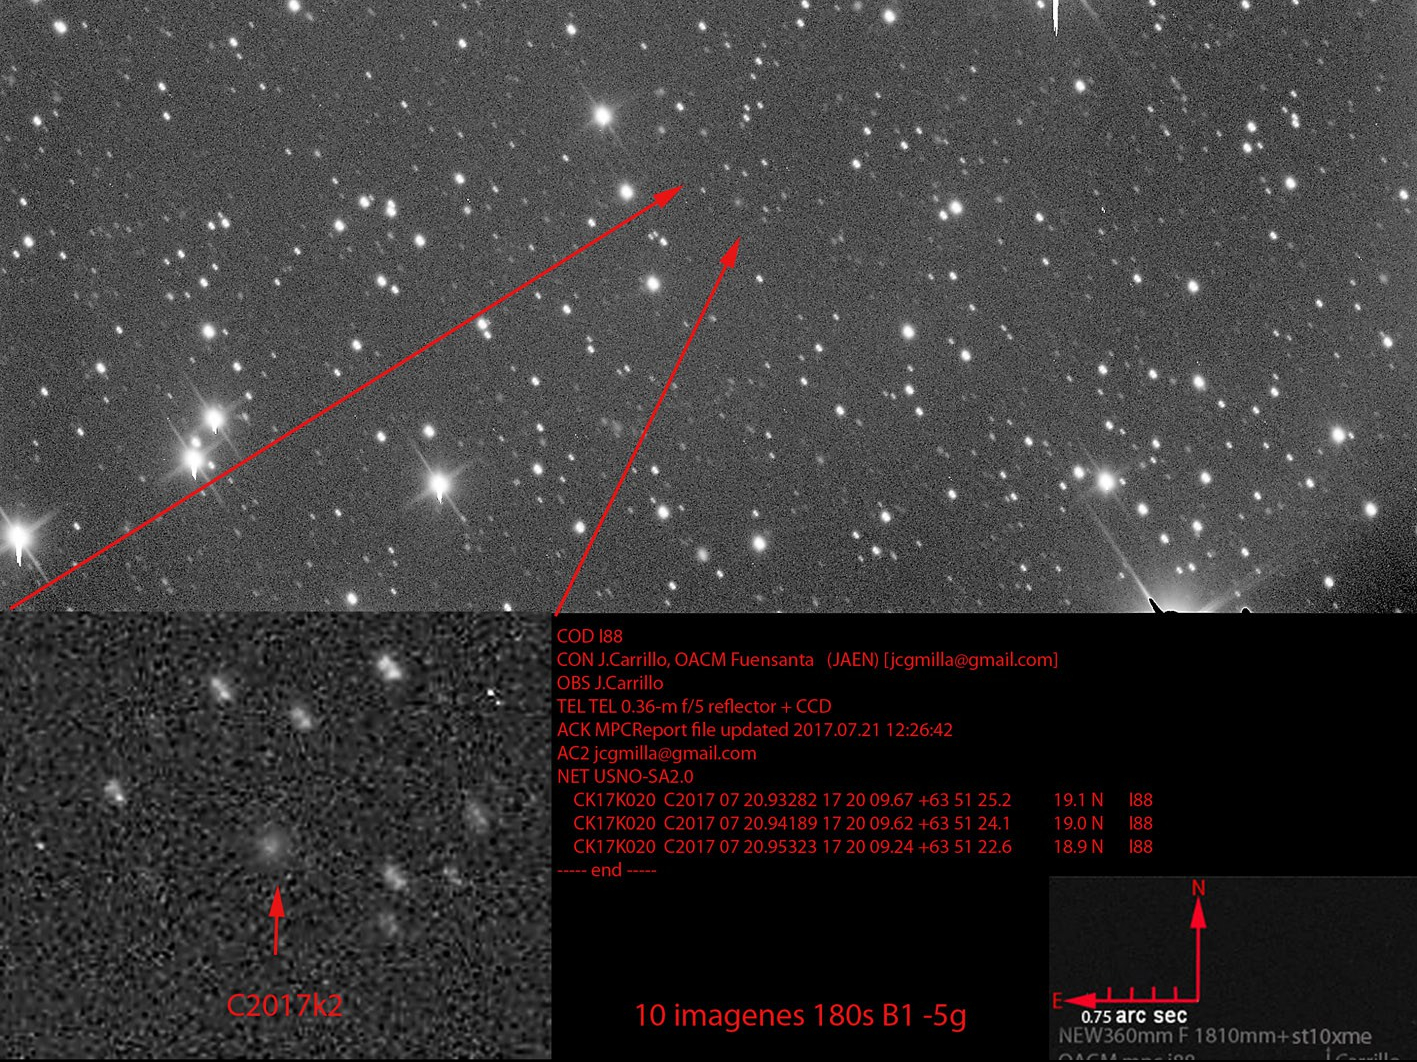 COD I88
CON J.Carrillo, OACM Fuensanta (JAEN) [jcgmilla@gmail.com]
OBS J.Carrillo
TEL TEL 0.36-m f/5 reflector + CCD
ACK MPCReport file updated 2017.07.21 12:26:42
AC2 jcgmilla@gmail.com
NET USNO-SA2.0
CK17K020 C2017 07 20.93282 17 20 09.67 +63 51 25.2 19.1 N I88
CK17K020 C2017 07 20.94189 17 20 09.62 +63 51 24.1 19.0 N I88
CK17K020 C2017 07 20.95323 17 20 09.24 +63 51 22.6 18.9 N I88
----- end -----
C2017k2
10 imagenes 180s B1 -5g
N
E
0.75 arc sec
NEW360mm F 1810mm+st10xme
OACM mpc i88 Carrillo